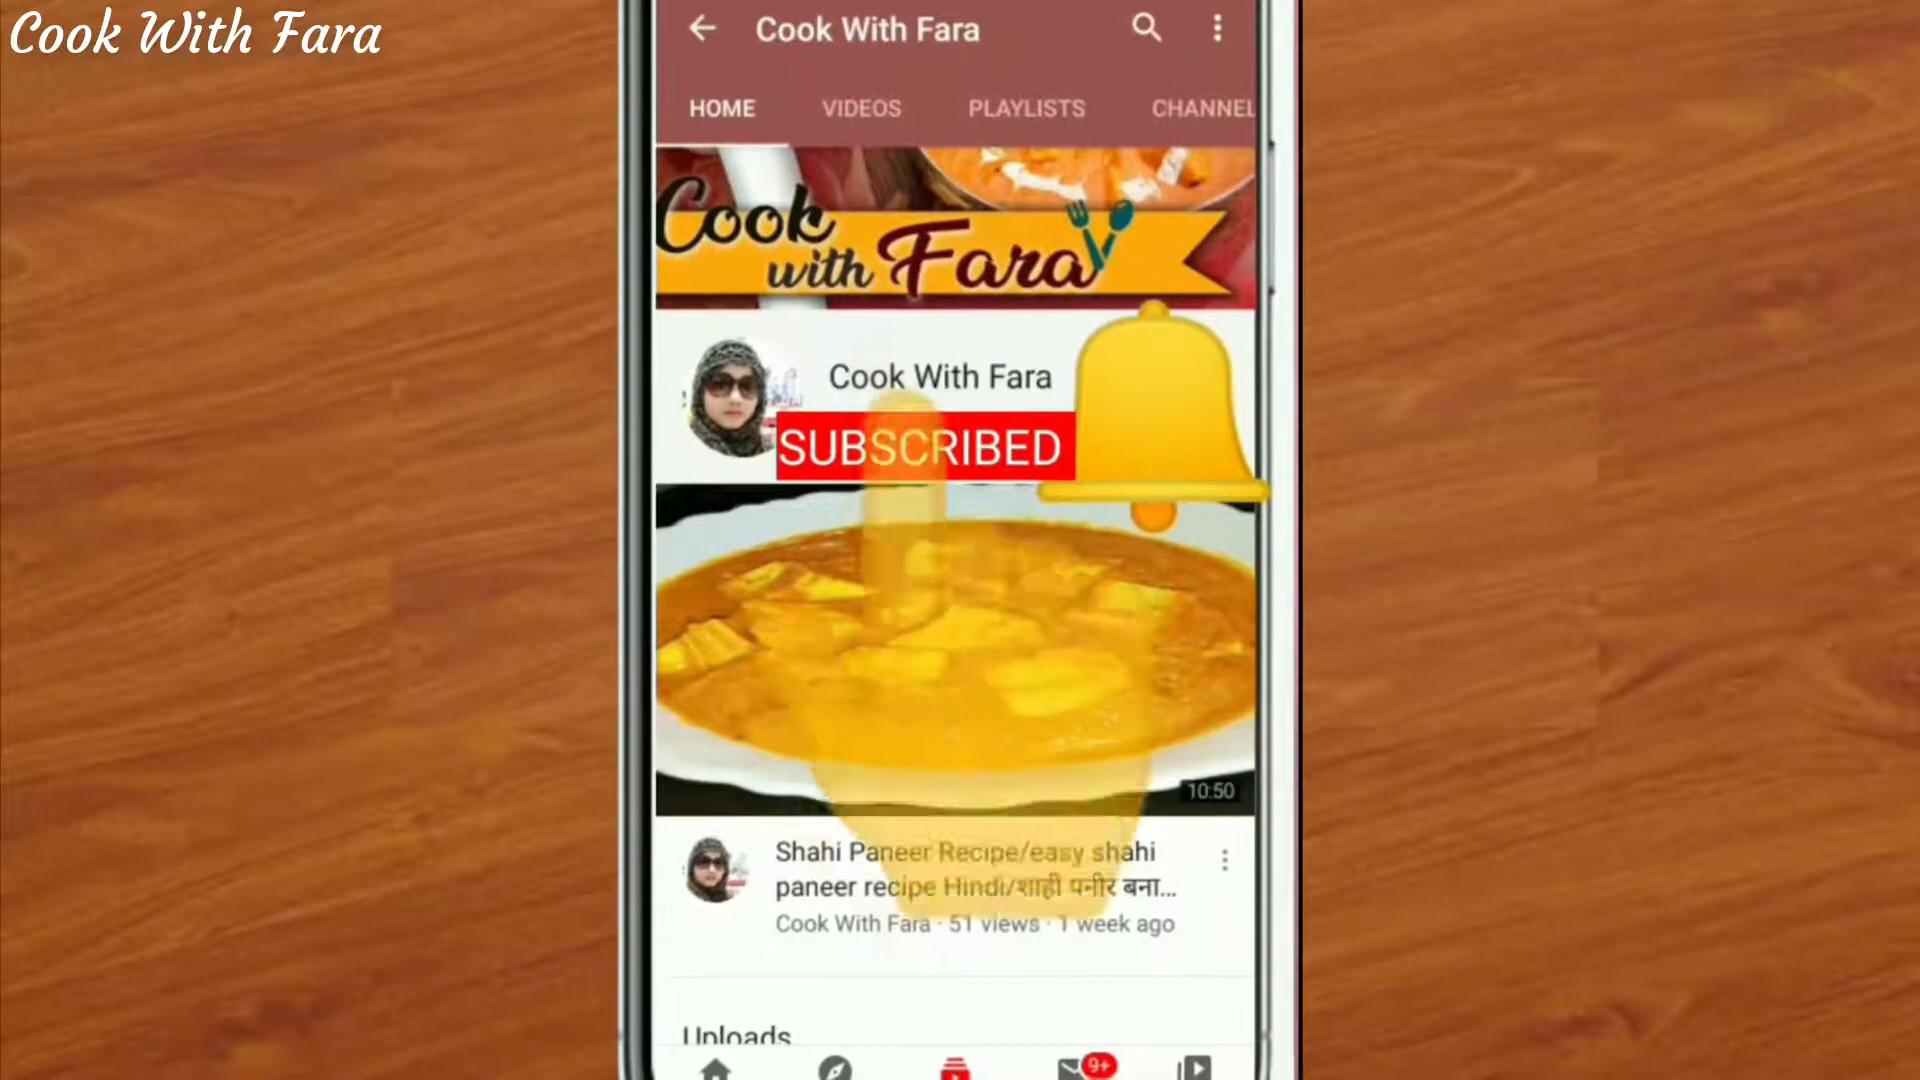 Cook With Fara
Cook With Fara
HOME VIDEOS PLAYLISTS CHANNEL
Cook
with Fara
Cook With Fara
SUBSCRIBED
10:50
Shahi Paneer Recipe/easy shahi
paneer recipe Hindi/शाही पनीर बना...
Cook With Fara · 51 views · 1 week ago
Uploads
9+